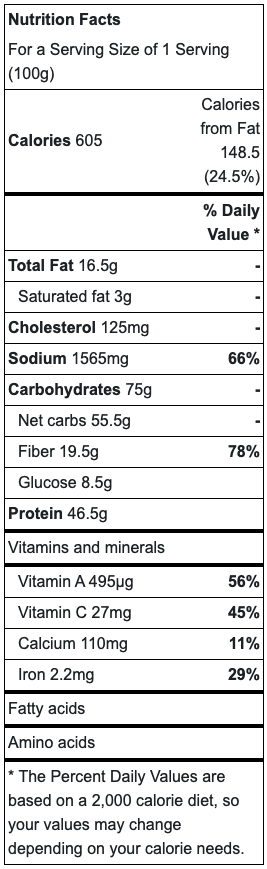 Nutrition Facts
For a Serving Size of 1 Serving
(100g)
Calories 605
Calories
from Fat
148.5
(24.5%)
% Daily
Value *
Total Fat 16.5g -
Saturated fat 3g -
Cholesterol 125mg -
Sodium 1565mg 66%
Carbohydrates 75g -
Net carbs 55.5g -
Fiber 19.5g 78%
Glucose 8.5g
Protein 46.5g
Vitamins and minerals
Vitamin A 495μg 56%
Vitamin C 27mg 45%
Calcium 110mg 11%
Iron 2.2mg 29%
Fatty acids
Amino acids
* The Percent Daily Values are
based on a 2,000 calorie diet, so
your values may change
depending on your calorie needs.